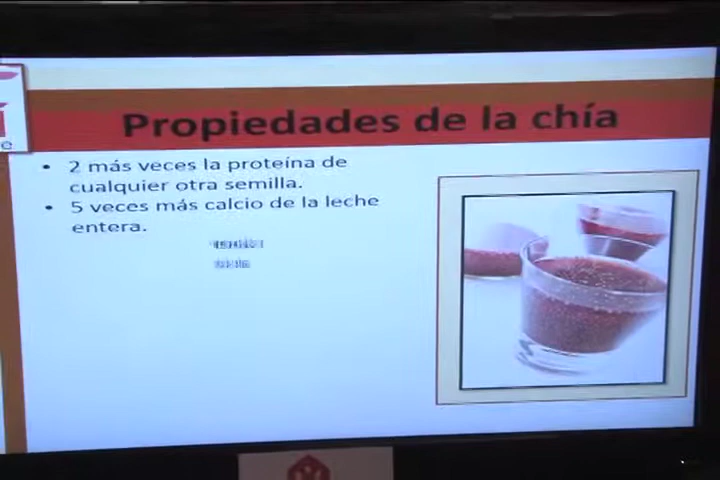 Propiedades de la chía
• 2 más veces la proteína de
cualquier otra semilla.
• 5 veces más calcio de la leche
entera.